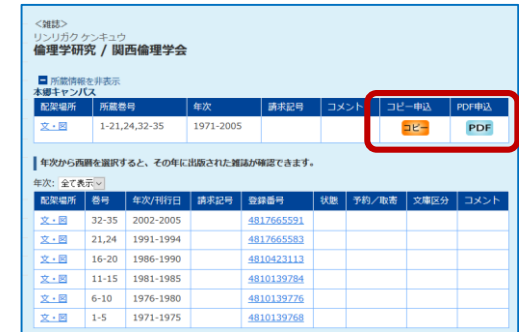 <雑誌>
リンリガク ケンキュウ
倫理学研究 / 関西倫理学会
所蔵情報を非表示
本郷キャンパス
配架場所 所蔵巻号 年次 請求記号 コメント コピー申込 PDF申込
文・図 1-21,24,32-35 1971-2005 コピー PDF
年次から西暦を選択すると、その年に出版された雑誌が確認できます。
年次: 全て表示
配架場所 巻号 年次/刊行日 請求記号 登録番号 状態 予約/取寄 文庫区分 コメント
文・図 32-35 2002-2005 4817665591
文・図 21,24 1991-1994 4817665583
文・図 16-20 1986-1990 4810423113
文・図 11-15 1981-1985 4810139784
文・図 6-10 1976-1980 4810139776
文・図 1-5 1971-1975 4810139768